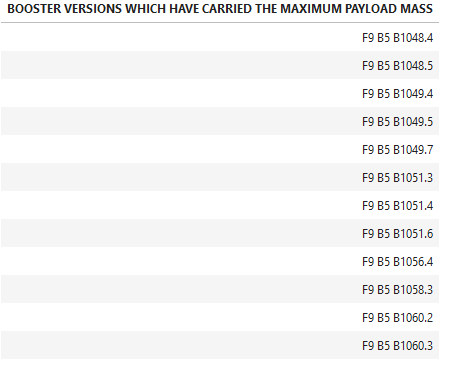 BOOSTER VERSIONS WHICH HAVE CARRIED THE MAXIMUM PAYLOAD MASS
F9 B5 B1048.4
F9 B5 B1048.5
F9 B5 B1049.4
F9 B5 B1049.5
F9 B5 B1049.7
F9 B5 B1051.3
F9 B5 B1051.4
F9 B5 B1051.6
F9 B5 B1056.4
F9 B5 B1058.3
F9 B5 B1060.2
F9 B5 B1060.3